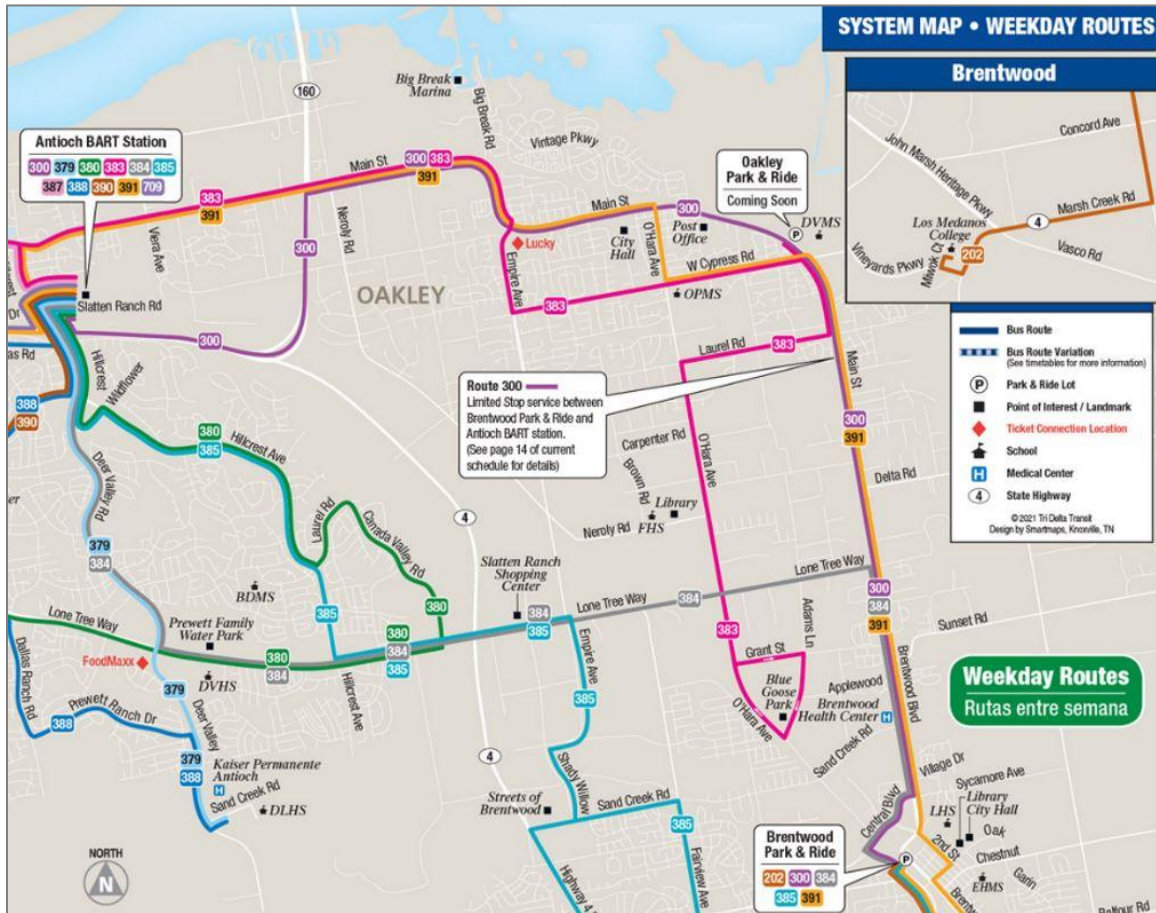 SYSTEM MAP • WEEKDAY ROUTES
Brentwood
Concord Ave
John Marsh Heritage Pkwy
Marsh Creek Rd
4
Los Medanos
College
Vasco Rd
202
Vineyards Pkwy
Miwok Ct
Bus Route
Bus Route Variation
(See timetables for more information)
P
Park & Ride Lot
Point of Interest / Landmark
Ticket Connection Location
School
H
Medical Center
4
State Highway
©2021 Tri Delta Transit
Design by Smartmaps, Knoxville, TN
Weekday Routes
Rutas entre semana
Big Break
Marina
160
Big Break Rd
Vintage Pkwy
Antioch BART Station
300 379 380 383 384 385
387 388 390 391 709
Main St
300 383
391
383
391
Viera Ave
Neroly Rd
300
Oakley
Park & Ride
Coming Soon
P
DVMS
Main St
300
Lucky
City
Hall
O'Hara Ave
Post
Office
W Cypress Rd
Empire Ave
383
OPMS
OAKLEY
Slatten Ranch Rd
Dr
300
as Rd
Hillcrest
Wildflower
388
390
Laurel Rd
383
Main St
Route 300
Limited Stop service between
Brentwood Park & Ride and
Antioch BART station.
(See page 14 of current
schedule for details)
300
391
380
385
Hillcrest Ave
Carpenter Rd
O'Hara Ave
Delta Rd
Brown Rd
Library
FHS
Neroly Rd
Deer Valley Rd
Laurel Rd
Canada Valley Rd
4
379
384
Slatten Ranch
Shopping
Center
Lone Tree Way
BDMS
385
380
384
385
Lone Tree Way
384
300
384
391
Adams Ln
Sunset Rd
Lone Tree Way
Prewett Family
Water Park
380
384
385
380
384
FoodMaxx
DVHS
Hillcrest Ave
Empire Ave
383
Grant St
Blue
Goose
Park
O'Hara Ave
Applewood
Brentwood
Health Center
H
Brentwood Blvd
Dallas Ranch Rd
379
Prewett Ranch Dr
388
Deer Valley
385
379
388
Kaiser Permanente
Antioch
H
Sand Creek Rd
DLHS
4
Shady Willow
Sand Creek Rd
Village Dr
Sycamore Ave
Streets of
Brentwood
Sand Creek Rd
385
Central Blvd
LHS
Library
City Hall
Oak
2nd St
Chestnut
Garin
EHMS
Balfour Rd
Fairview Ave
Highway 4
Brentwood
Park & Ride
202 300 384
385 391
P
NORTH
N